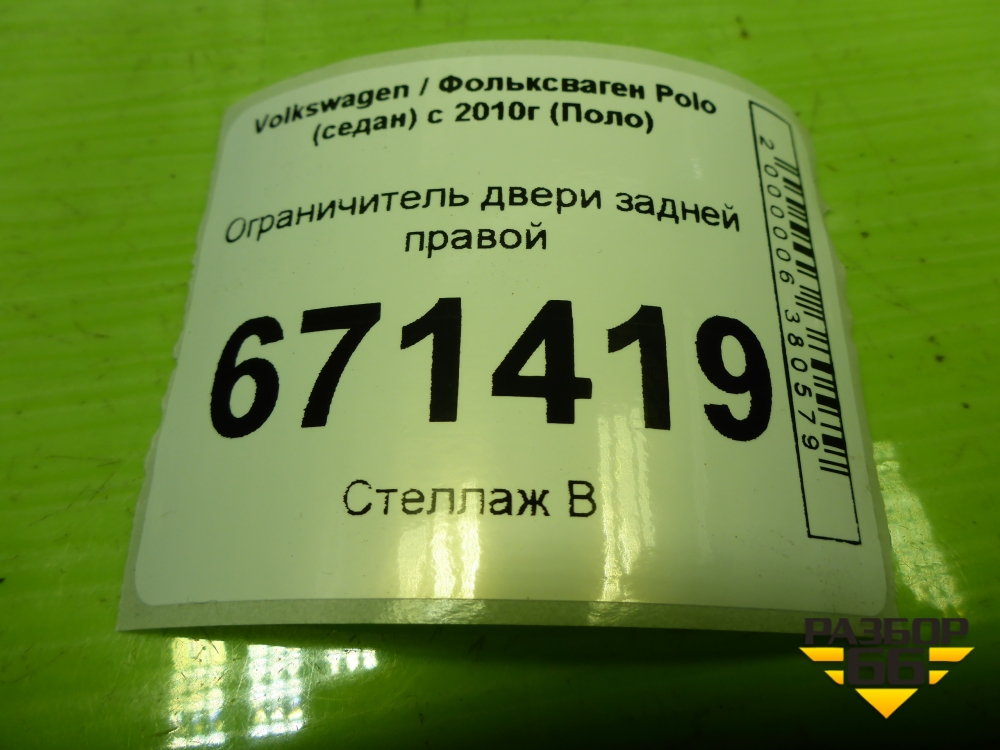 Volkswagen / Фольксваген Polo
(седан) с 2010г (Поло)
Ограничитель двери задней
правой
671419
Стеллаж В
2000006380579
РАЗБОР
66